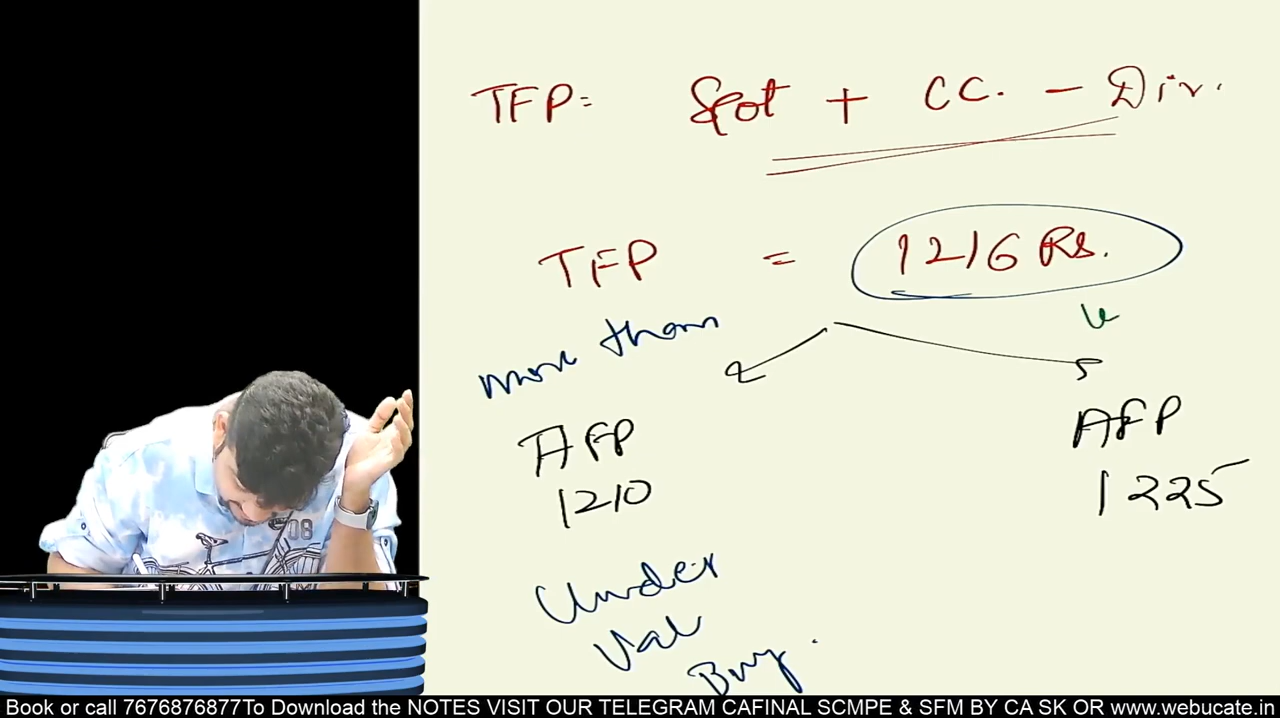 TFP = Spot + CC. - Div.
TFP = 1216 Rs.
more than
AFP AFP
1210 1225
Under
Val
Buy.
08
Book or call 7676876877To Download the NOTES VISIT OUR TELEGRAM CAFINAL SCMPE & SFM BY CA SK OR www.webucate.in